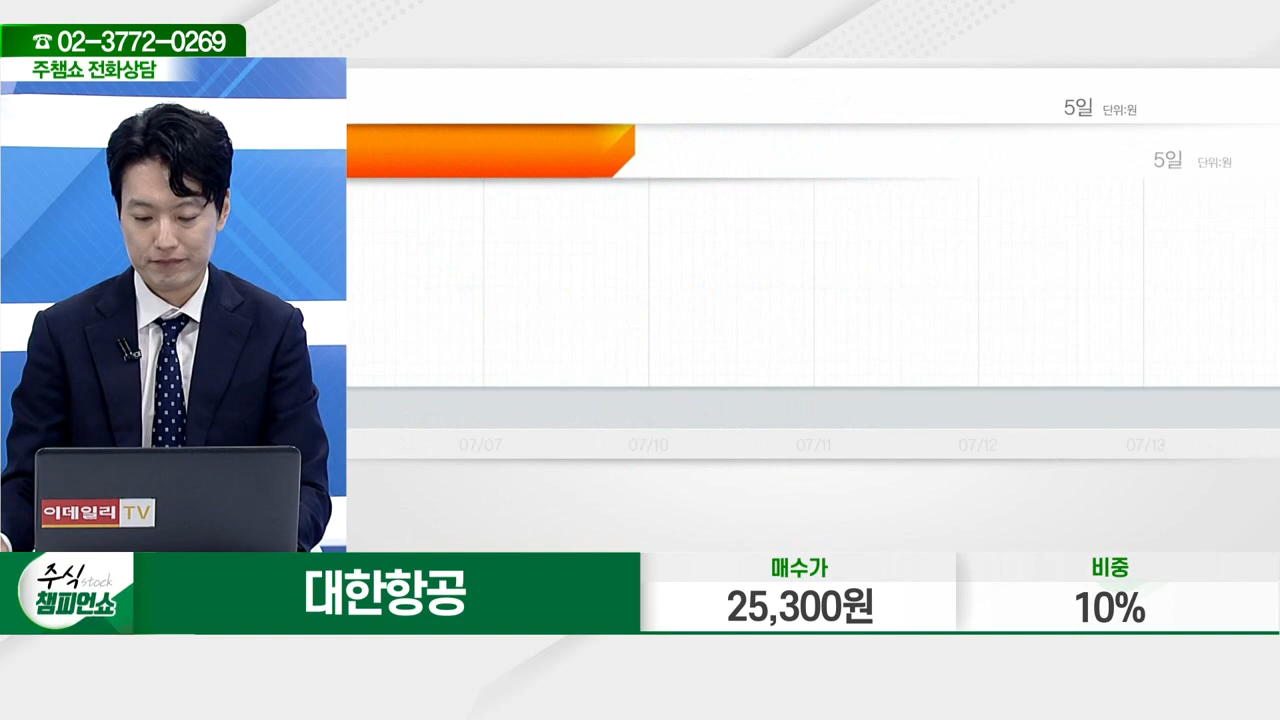 ☎ 02-3772-0269
주챔쇼 전화상담
5일 단위:원
5일 단위:원
07/07 07/10 07/11 07/12 07/13
이데일리 TV
주식 stock
챔피언쇼
대한항공
매수가
25,300원
비중
10%